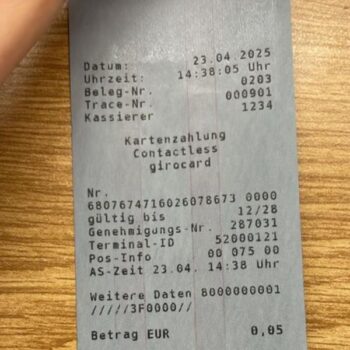 Datum: 23.04.2025
Uhrzeit: 14:38:05 Uhr
Beleg-Nr. 0203
Trace-Nr. 000901
Kassierer 1234
Kartenzahlung
Contactless
girocard
Nr.
6807674716026078673 0000
gültig bis 12/28
Genehmigungs-Nr. 287031
Terminal-ID 52000121
Pos-Info 00 075 00
AS-Zeit 23.04. 14:38 Uhr
Weitere Daten 8000000001
/////3F0000//
Betrag EUR 0,05